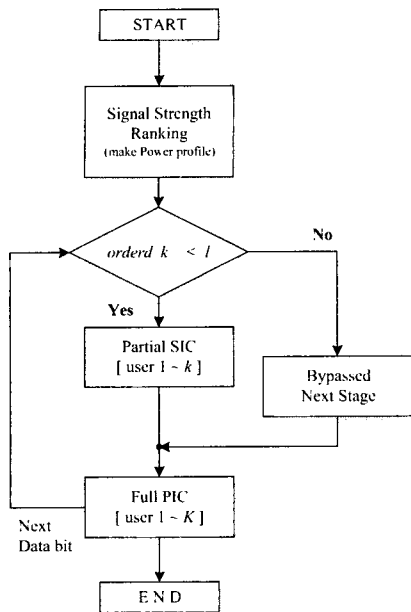 START
Signal Strength
Ranking
(make Power profile)
orderd k < l
No
Yes
Partial SIC
[ user 1 ~ k ]
Bypassed
Next Stage
Full PIC
[ user 1 ~ K ]
Next
Data bit
E N D